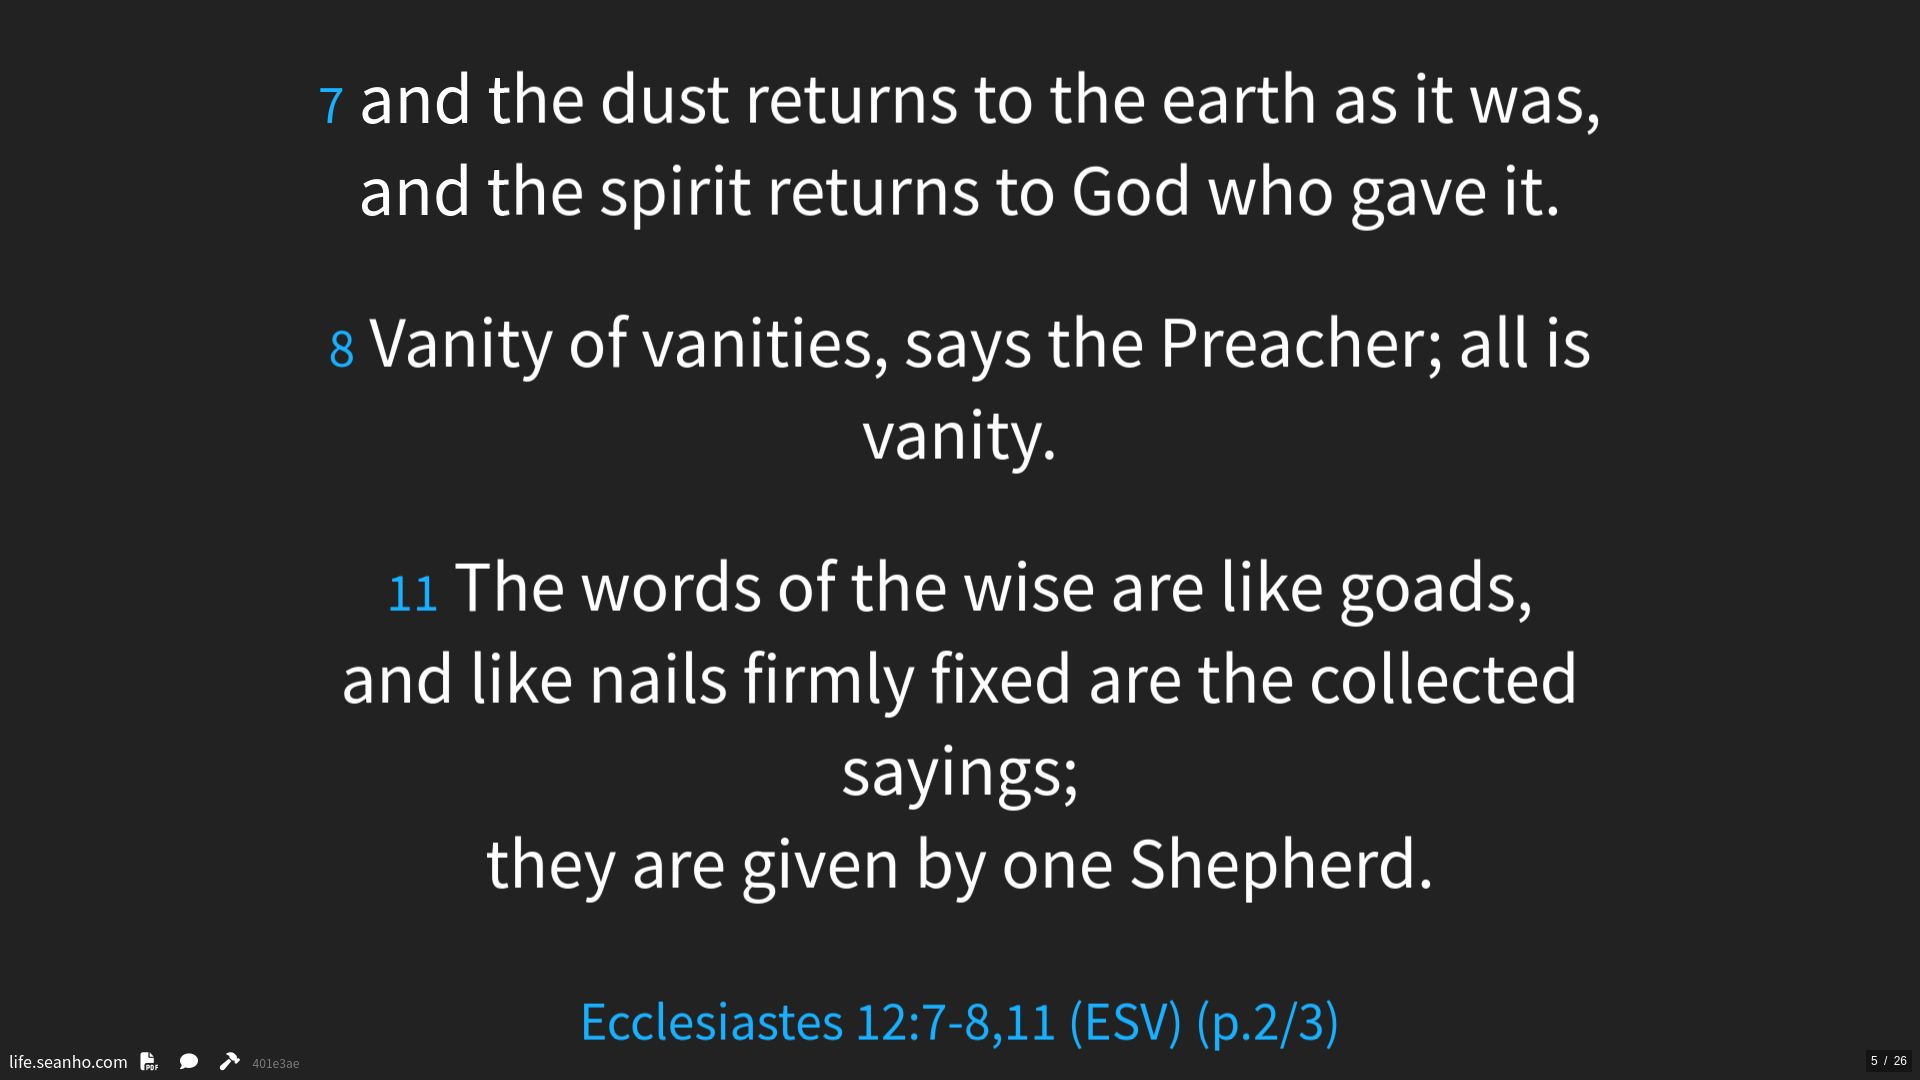 7 and the dust returns to the earth as it was,
and the spirit returns to God who gave it.
8 Vanity of vanities, says the Preacher; all is
vanity.
11 The words of the wise are like goads,
and like nails firmly fixed are the collected
sayings;
they are given by one Shepherd.
Ecclesiastes 12:7-8,11 (ESV) (p.2/3)
life.seanho.com PDF 401e3ae
5 / 26